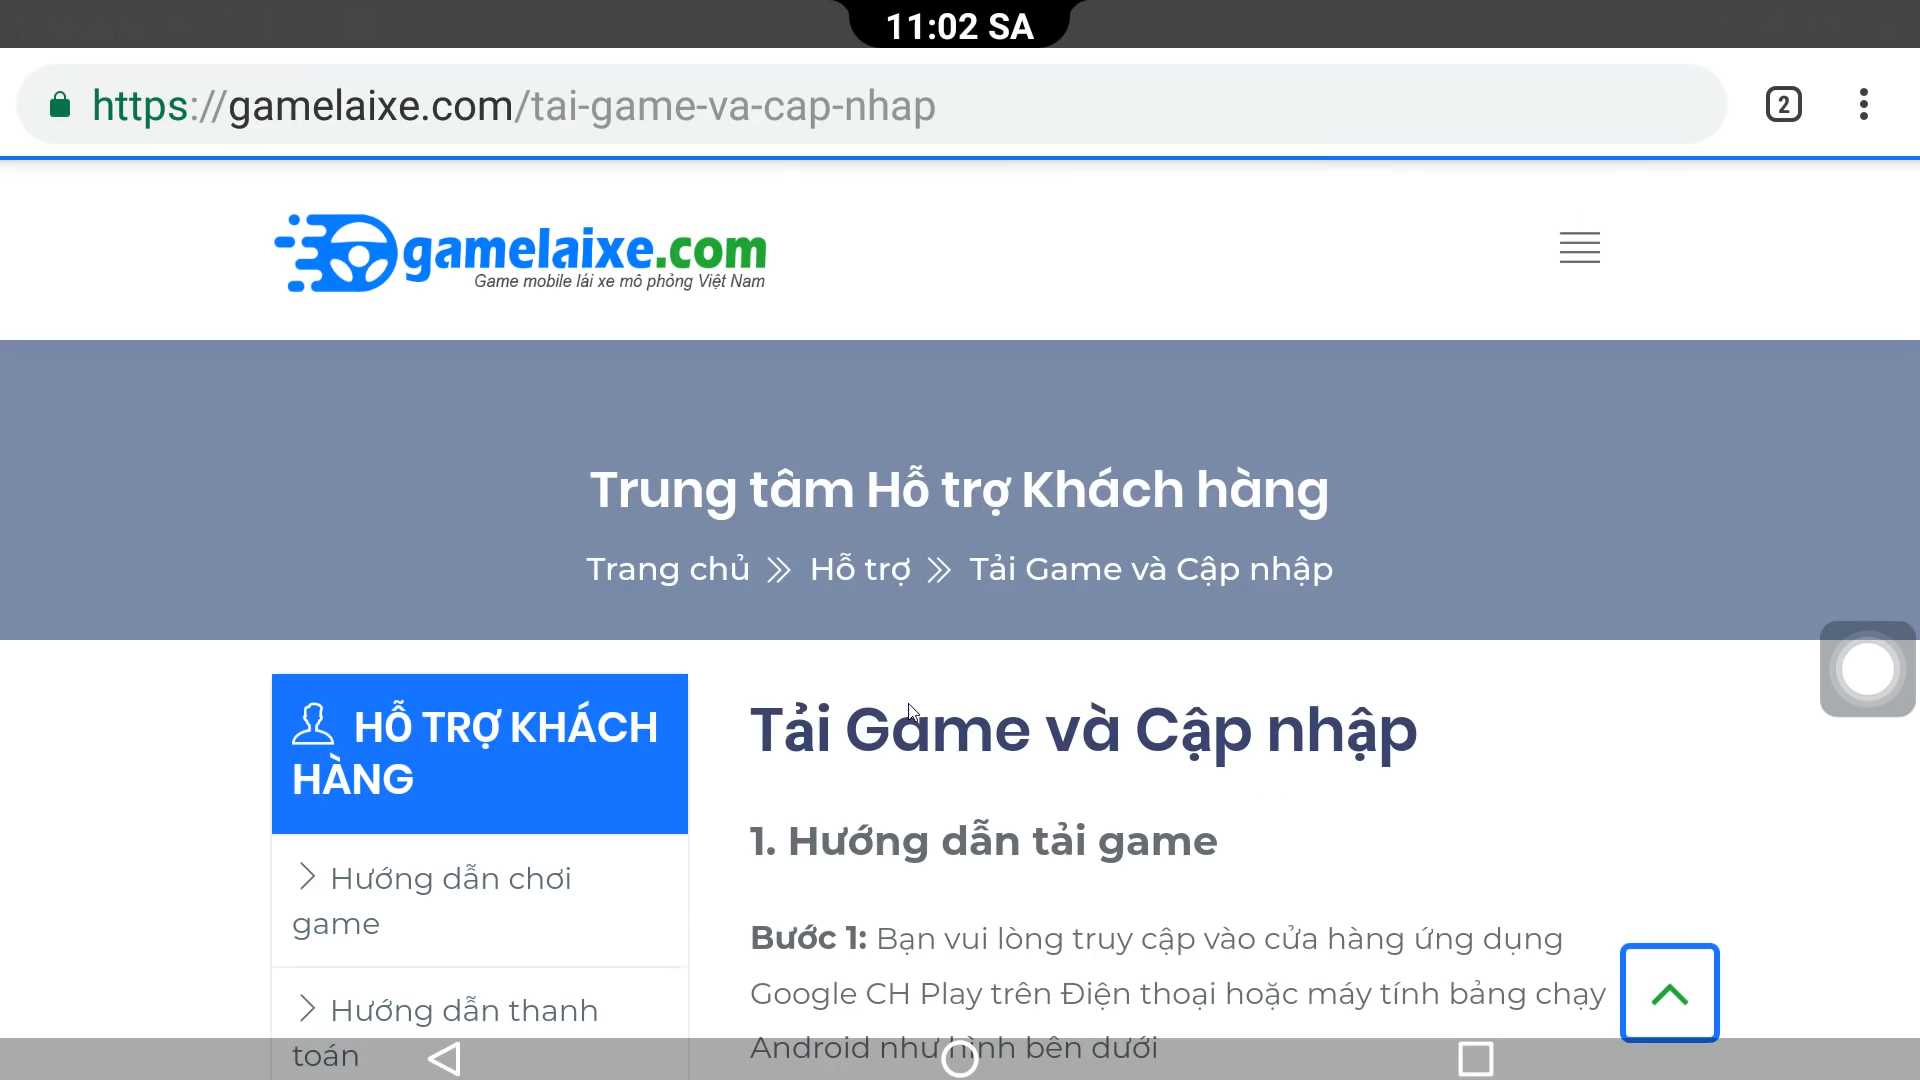 11:02 SA
https://gamelaixe.com/tai-game-va-cap-nhap
2
gamelaixe.com
Game mobile lái xe mô phỏng Việt Nam
Trung tâm Hỗ trợ Khách hàng
Trang chủ Hỗ trợ Tải Game và Cập nhập
HỖ TRỢ KHÁCH
HÀNG
Hướng dẫn chơi
game
Hướng dẫn thanh
toán
Tải Game và Cập nhập
1. Hướng dẫn tải game
Bước 1: Bạn vui lòng truy cập vào cửa hàng ứng dụng
Google CH Play trên Điện thoại hoặc máy tính bảng chạy
Android như hình bên dưới